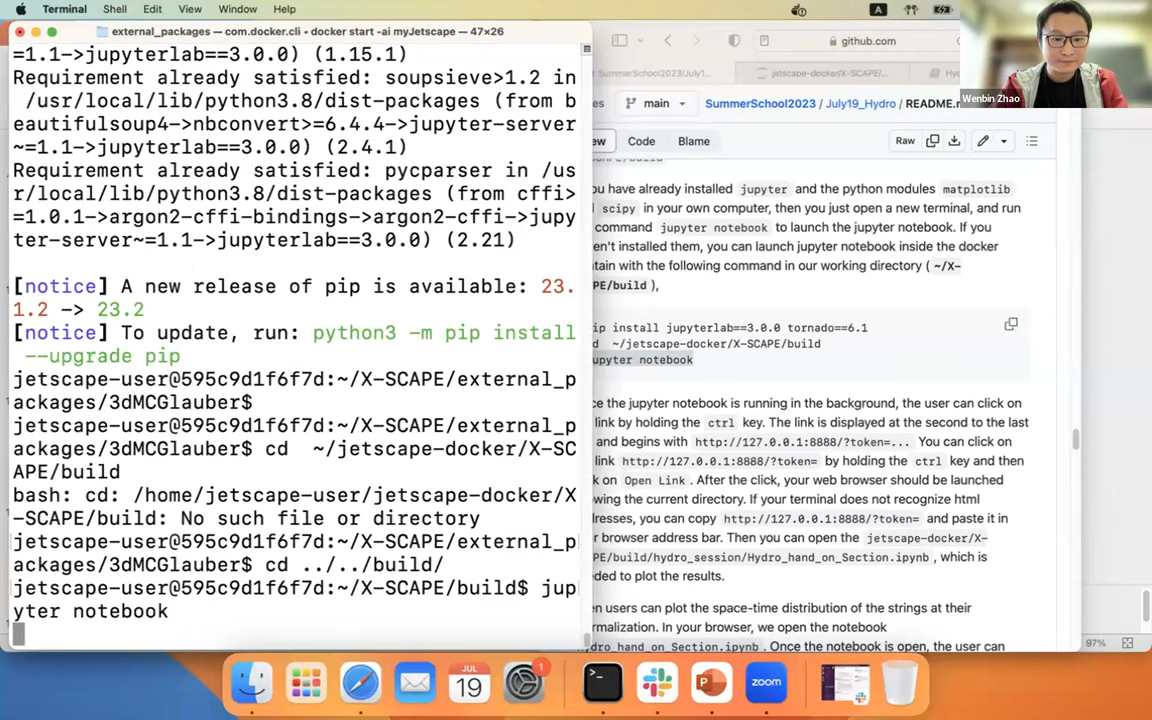 Terminal Shell Edit View Window Help
A
external_packages — com.docker.cli ◂ docker start -ai myJetscape — 47×26
=1.1->jupyterlab==3.0.0) (1.15.1)
Requirement already satisfied: soupsieve>1.2 in
/usr/local/lib/python3.8/dist-packages (from b
eautifulsoup4->nbconvert>=6.4.4->jupyter-server
~=1.1->jupyterlab==3.0.0) (2.4.1)
Requirement already satisfied: pycparser in /us
r/local/lib/python3.8/dist-packages (from cffi>
=1.0.1->argon2-cffi-bindings->argon2-cffi->jupy
ter-server~=1.1->jupyterlab==3.0.0) (2.21)
[notice] A new release of pip is available: 23.
1.2 -> 23.2
[notice] To update, run: python3 -m pip install
--upgrade pip
jetscape-user@595c9d1f6f7d:~/X-SCAPE/external_p
ackages/3dMCGlauber$
jetscape-user@595c9d1f6f7d:~/X-SCAPE/external_p
ackages/3dMCGlauber$ cd  ~/jetscape-docker/X-SC
APE/build
bash: cd: /home/jetscape-user/jetscape-docker/X
-SCAPE/build: No such file or directory
jetscape-user@595c9d1f6f7d:~/X-SCAPE/external_p
ackages/3dMCGlauber$ cd ../../build/
jetscape-user@595c9d1f6f7d:~/X-SCAPE/build$ jup
yter notebook
github.com
SummerSchool2023/July1...
jetscape-docker/X-SCAPE/...
Hy
Wenbin Zhao
es main SummerSchool2023 / July19_Hydro / README.m
ew Code Blame Raw
ou have already installed jupyter and the python modules matplotlib
scipy in your own computer, then you just open a new terminal, and run
command jupyter notebook to launch the jupyter notebook. If you
en't installed them, you can launch jupyter notebook inside the docker
tain with the following command in our working directory ( ~/X-
PE/build ),
ip install jupyterlab==3.0.0 tornado==6.1
d ~/jetscape-docker/X-SCAPE/build
upyter notebook
ce the jupyter notebook is running in the background, the user can click on
link by holding the ctrl key. The link is displayed at the second to the last
and begins with http://127.0.0.1:8888/?token=... You can click on
link http://127.0.0.1:8888/?token= by holding the ctrl key and then
k on Open Link . After the click, your web browser should be launched
wing the current directory. If your terminal does not recognize html
dresses, you can copy http://127.0.0.1:8888/?token= and paste it in
r browser address bar. Then you can open the jetscape-docker/X-
PE/build/hydro_session/Hydro_hand_on_Section.ipynb , which is
ded to plot the results.
en users can plot the space-time distribution of the strings at their
rmalization. In your browser, we open the notebook
ydro_hand_on_Section.ipynb . Once the notebook is open, the user can
97%
JUL
19
1
zoom